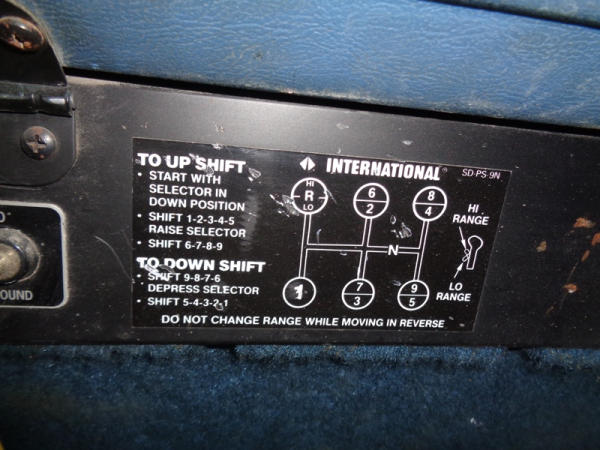 TO UP SHIFT
• START WITH
SELECTOR IN
DOWN POSITION
• SHIFT 1-2-3-4-5
RAISE SELECTOR
• SHIFT 6-7-8-9
TO DOWN SHIFT
• SHIFT 9-8-7-6
DEPRESS SELECTOR
• SHIFT 5-4-3-2-1
INTERNATIONAL®
SD-PS-9N
HI
R
LO
6
2
8
4
N
1
7
3
9
5
HI
RANGE
LO
RANGE
DO NOT CHANGE RANGE WHILE MOVING IN REVERSE
OUND